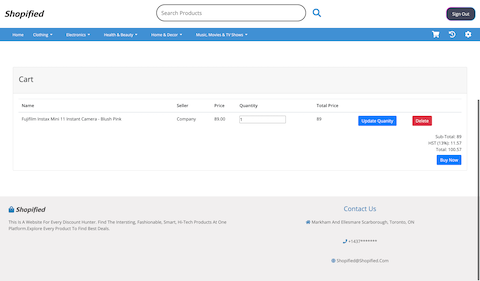 Shopified
Search Products
Sign Out
Home Clothing Electronics Health & Beauty Home & Decor Music, Movies & TV Shows
Cart
Name Seller Price Quantity Total Price
Fujifilm Instax Mini 11 Instant Camera - Blush Pink Company 89.00 1 89 Update Quanity Delete
Sub Total: 89
HST (13%): 11.57
Total: 100.57
Buy Now
Shopified
This Is A Website For Every Discount Hunter. Find The Intersting, Fashionable, Smart, Hi-Tech Products At One
Platform Explore Every Product To Find Best Deals.
Contact Us
Markham And Ellesmare Scarborough, Toronto, ON
+1437*******
Shopified@Shopified.Com